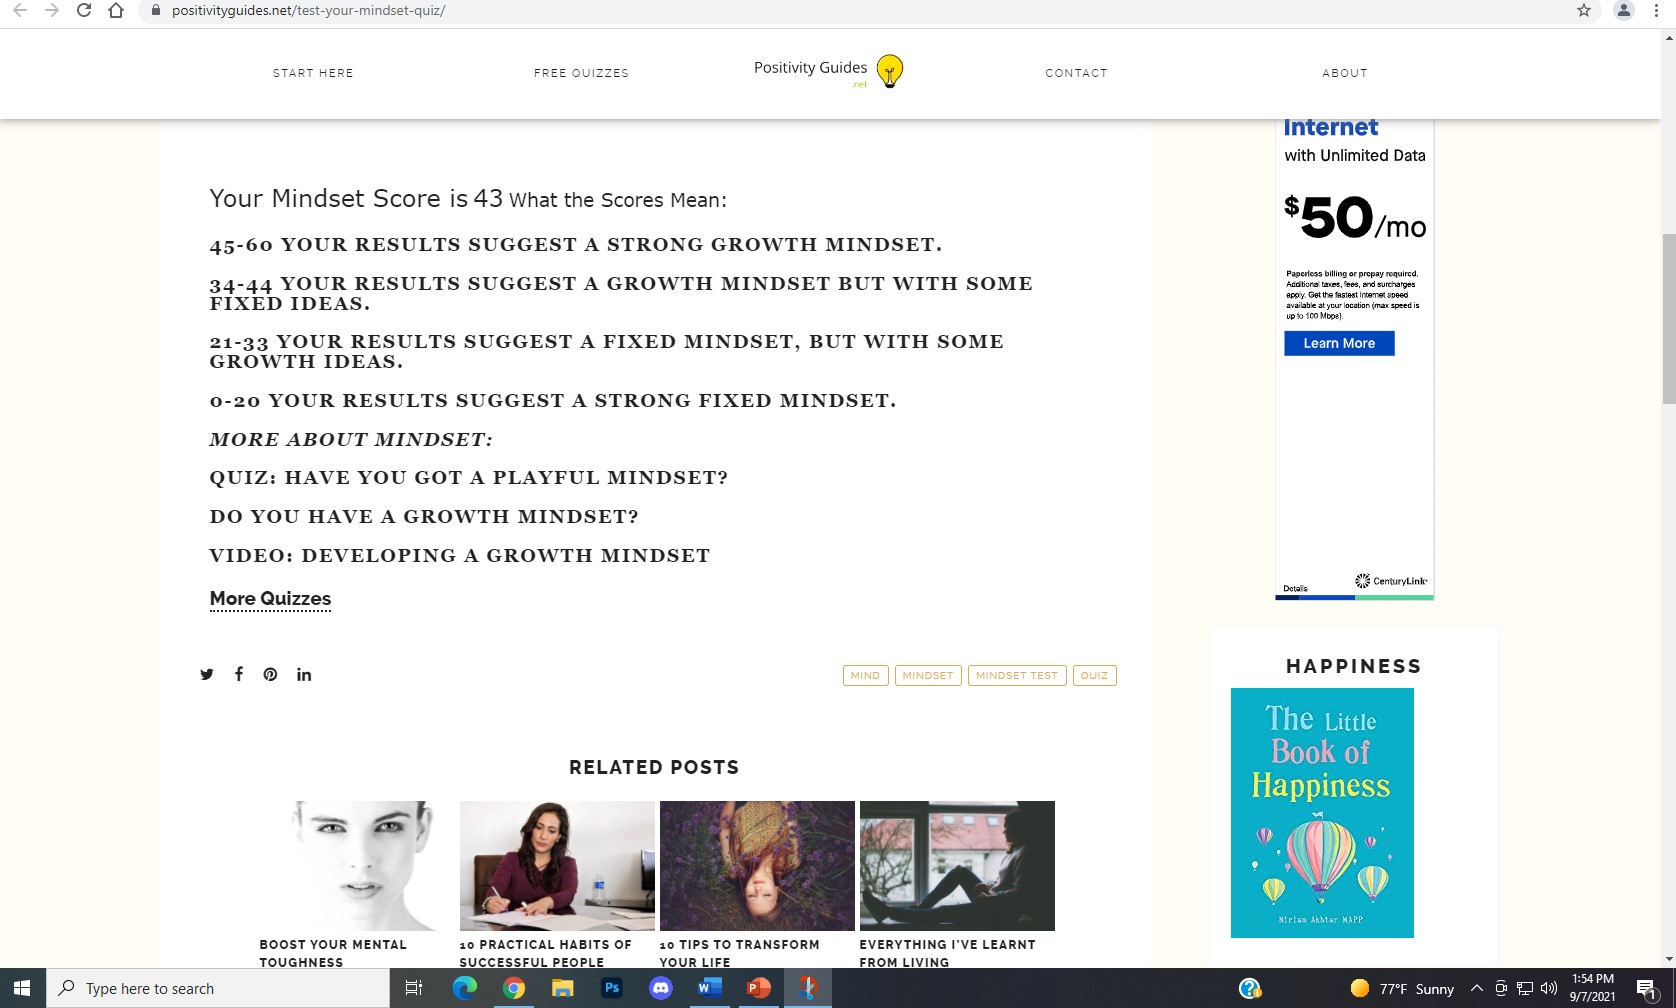 positivityguides.net/test-your-mindset-quiz/
START HERE
FREE QUIZZES
Positivity Guides
.net
CONTACT
ABOUT
Your Mindset Score is 43 What the Scores Mean:
45-60 YOUR RESULTS SUGGEST A STRONG GROWTH MINDSET.
34-44 YOUR RESULTS SUGGEST A GROWTH MINDSET BUT WITH SOME
FIXED IDEAS.
21-33 YOUR RESULTS SUGGEST A FIXED MINDSET, BUT WITH SOME
GROWTH IDEAS.
0-20 YOUR RESULTS SUGGEST A STRONG FIXED MINDSET.
MORE ABOUT MINDSET:
QUIZ: HAVE YOU GOT A PLAYFUL MINDSET?
DO YOU HAVE A GROWTH MINDSET?
VIDEO: DEVELOPING A GROWTH MINDSET
More Quizzes
MIND
MINDSET
MINDSET TEST
QUIZ
RELATED POSTS
BOOST YOUR MENTAL
TOUGHNESS
10 PRACTICAL HABITS OF
SUCCESSFUL PEOPLE
10 TIPS TO TRANSFORM
YOUR LIFE
EVERYTHING I'VE LEARNT
FROM LIVING
Internet
with Unlimited Data
$50/mo
Paperless billing or prepay required.
Additional taxes, fees, and surcharges
apply. Get the fastest Internet speed
available at your location (max speed is
up to 100 Mbps).
Learn More
Details
CenturyLink
HAPPINESS
The Little
Book of
Happiness
Miriam Akhtar MAPP
Type here to search
Ps
W
P
77°F Sunny
1:54 PM
9/7/2021
1